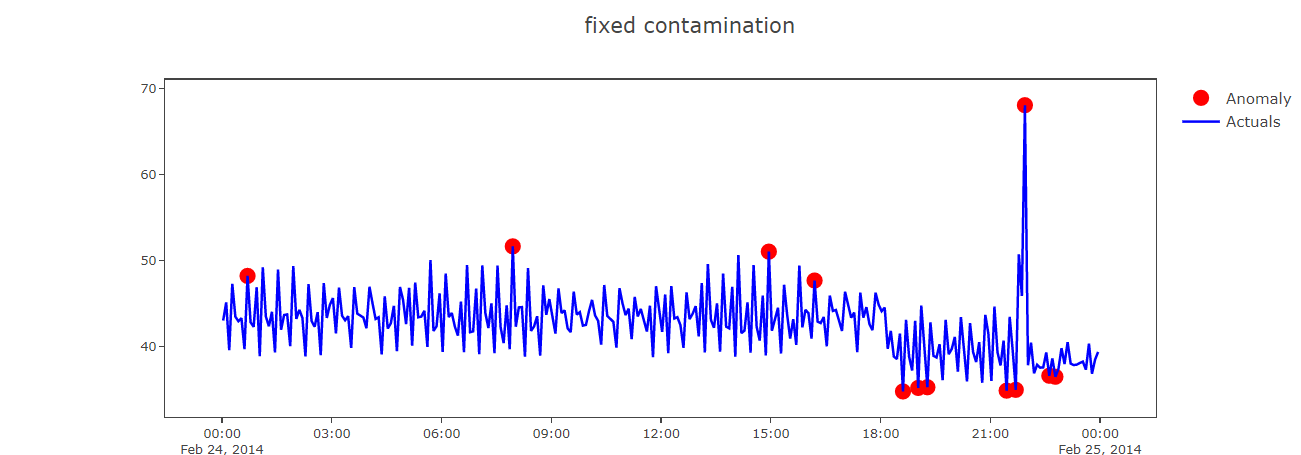 fixed contamination
70
60
50
40
00:00
03:00
06:00
09:00
12:00
15:00
18:00
21:00
00:00
Feb 24, 2014
Feb 25, 2014
Anomaly
Actuals